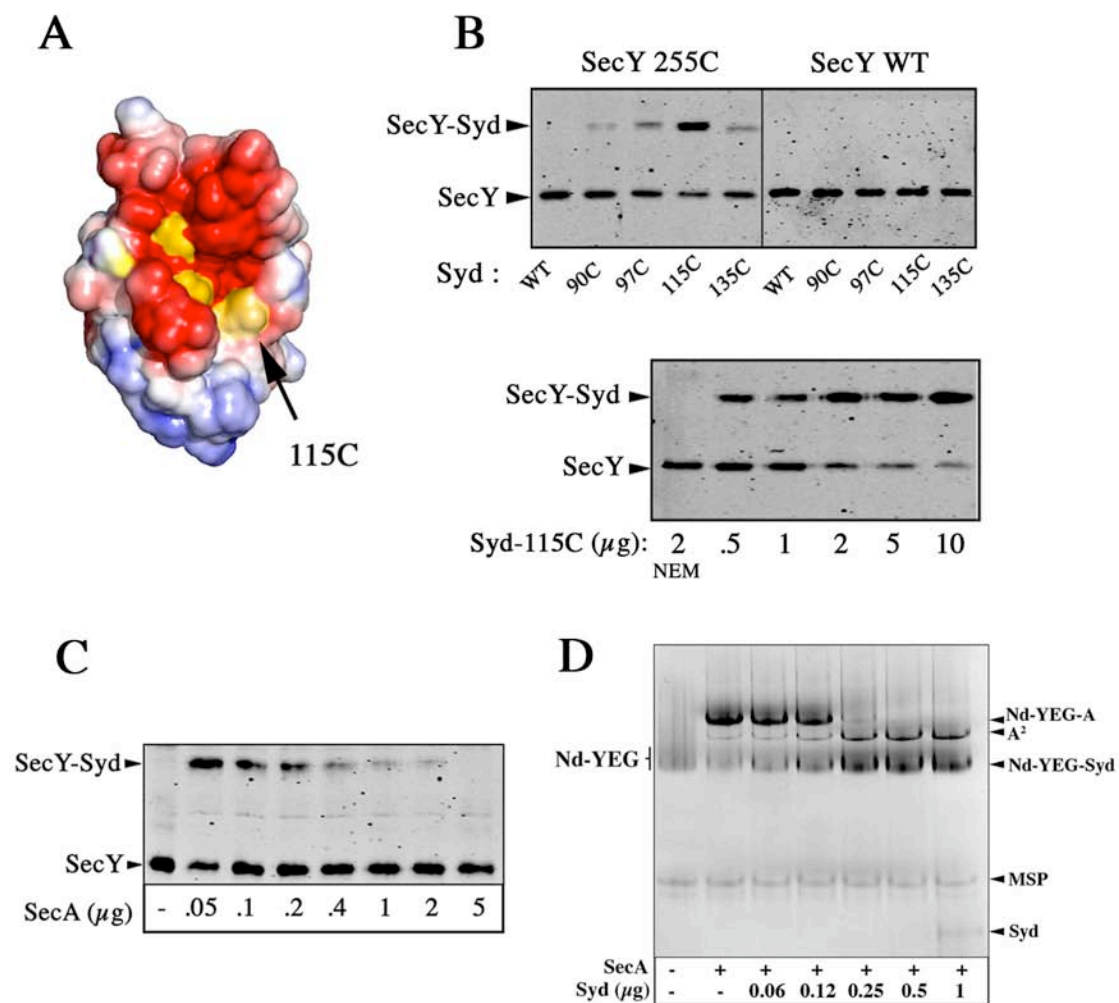 A
115C
B
SecY 255C SecY WT
SecY-Syd
SecY
Syd : WT 90C 97C 115C 135C WT 90C 97C 115C 135C
SecY-Syd
SecY
Syd-115C (µg): 2 .5 1 2 5 10
NEM
C
SecY-Syd
SecY
SecA (µg) - .05 .1 .2 .4 1 2 5
D
Nd-YEG
Nd-YEG-A
A²
Nd-YEG-Syd
MSP
Syd
SecA - + + + + + +
Syd (µg) - - 0.06 0.12 0.25 0.5 1